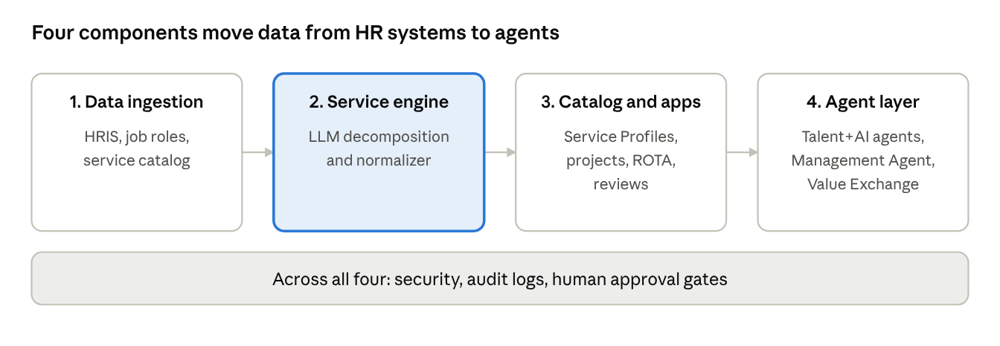 Four components move data from HR systems to agents
1. Data ingestion
HRIS, job roles,
service catalog
2. Service engine
LLM decomposition
and normalizer
3. Catalog and apps
Service Profiles,
projects, ROTA,
reviews
4. Agent layer
Talent+AI agents,
Management Agent,
Value Exchange
Across all four: security, audit logs, human approval gates